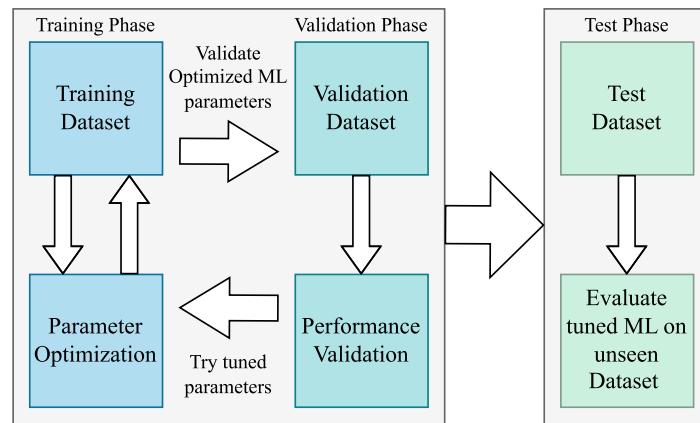 Training Phase
Training
Dataset
Parameter
Optimization
Validate
Optimized ML
parameters
Try tuned
parameters
Validation Phase
Validation
Dataset
Performance
Validation
Test Phase
Test
Dataset
Evaluate
tuned ML on
unseen
Dataset